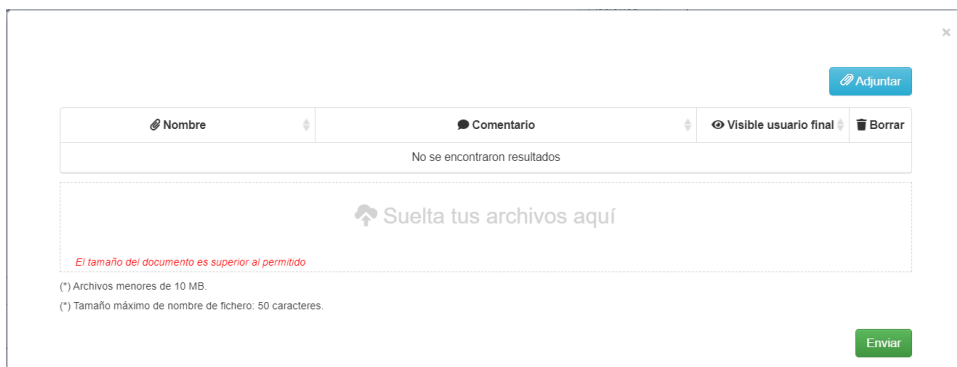 ×
Adjuntar
Nombre Comentario Visible usuario final Borrar
No se encontraron resultados
Suelta tus archivos aquí
El tamaño del documento es superior al permitido
(*) Archivos menores de 10 MB.
(*) Tamaño máximo de nombre de fichero: 50 caracteres.
Enviar